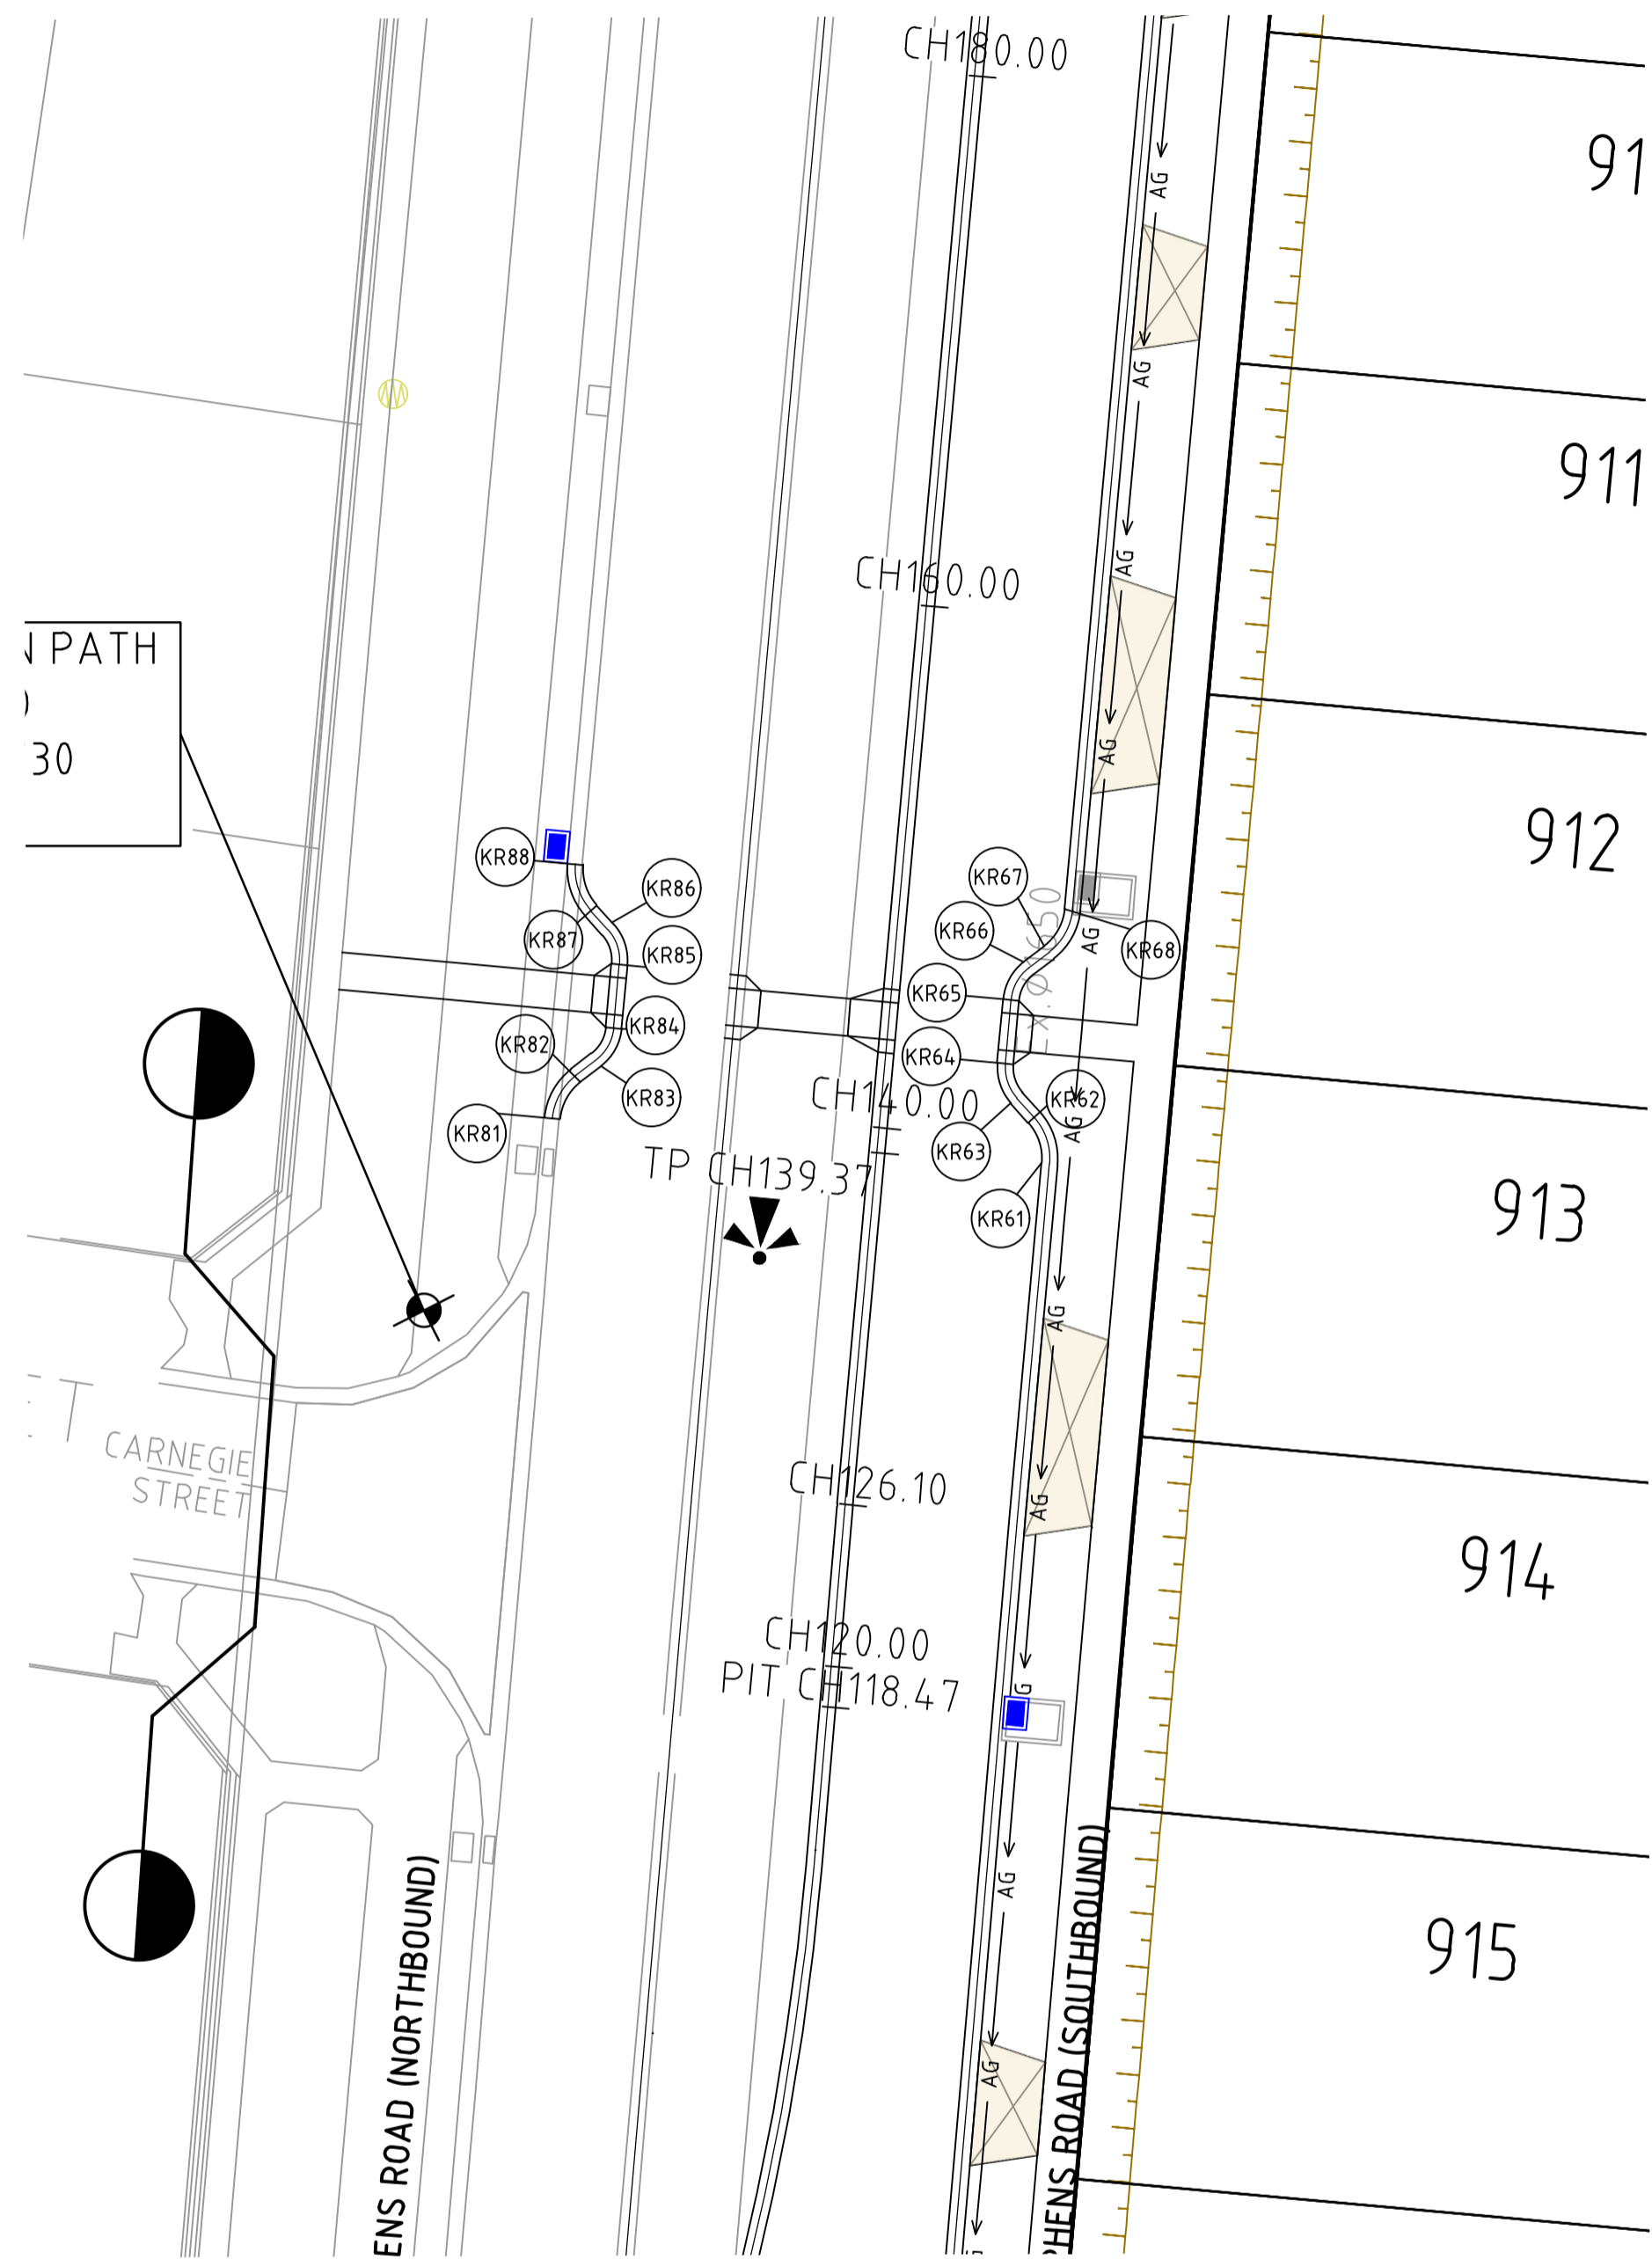 CH180.00
91
AG
AG
911
CH160.00
AG
PATH
30
AG
912
KR88
KR86
KR67
KR87
KR66
KR68
AG
KR85
KR65
KR84
KR82
KR64
KR83
KR62
CH140.00
KR81
AG
KR63
TP CH139.37
913
KR61
AG
CARNEGIE
STREET
CH126.10
AG
914
CH120.00
PIT CH118.47
G
AG
915
AG
ENS ROAD (NORTHBOUND)
PHENS ROAD (SOUTHBOUND)